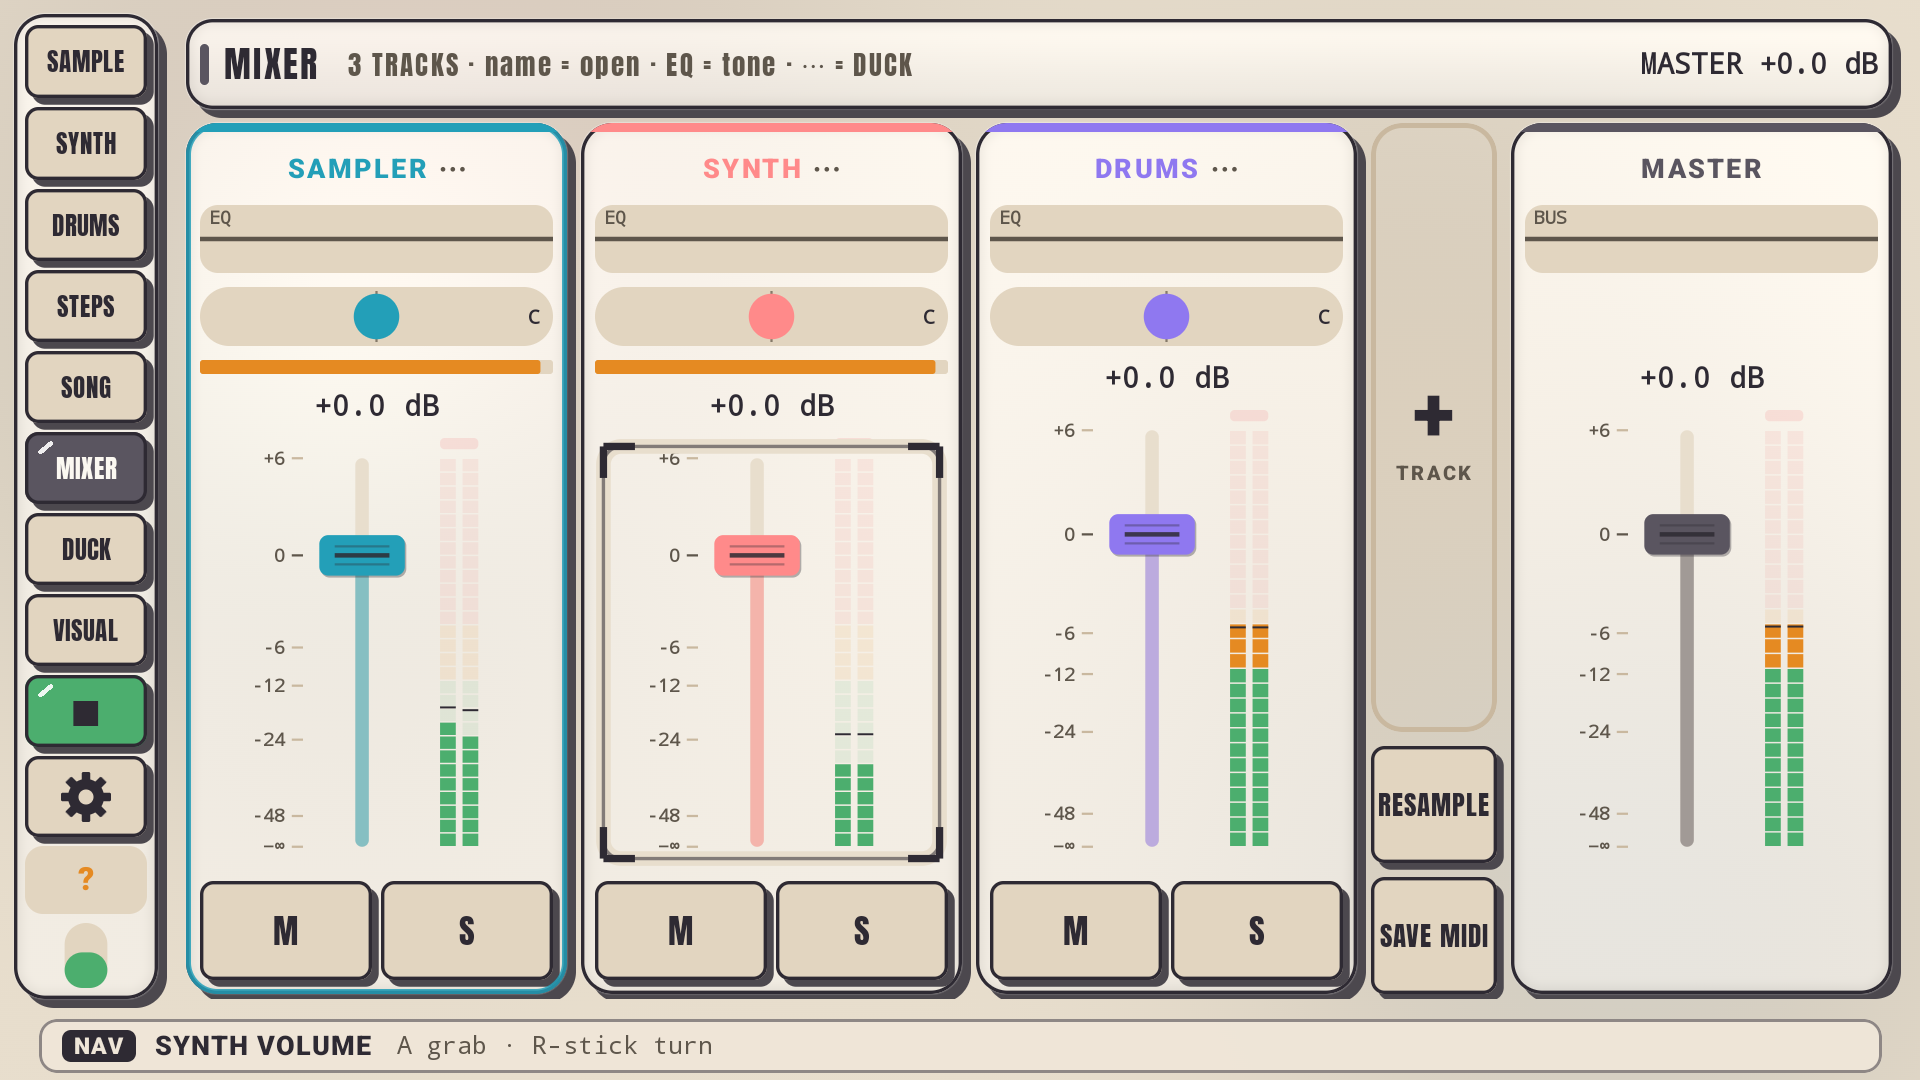 SAMPLE
SYNTH
DRUMS
STEPS
SONG
MIXER
DUCK
VISUAL
?
MIXER 3 TRACKS · name = open · EQ = tone · ··· = DUCK MASTER +0.0 dB
SAMPLER ···
EQ
C
+0.0 dB
+6
0
-6
-12
-24
-48
-∞
M S
SYNTH ···
EQ
C
+0.0 dB
+6
0
-6
-12
-24
-48
-∞
M S
DRUMS ···
EQ
C
+0.0 dB
+6
0
-6
-12
-24
-48
-∞
M S
+
TRACK
RESAMPLE
SAVE MIDI
MASTER
BUS
+0.0 dB
+6
0
-6
-12
-24
-48
-∞
NAV SYNTH VOLUME A grab · R-stick turn